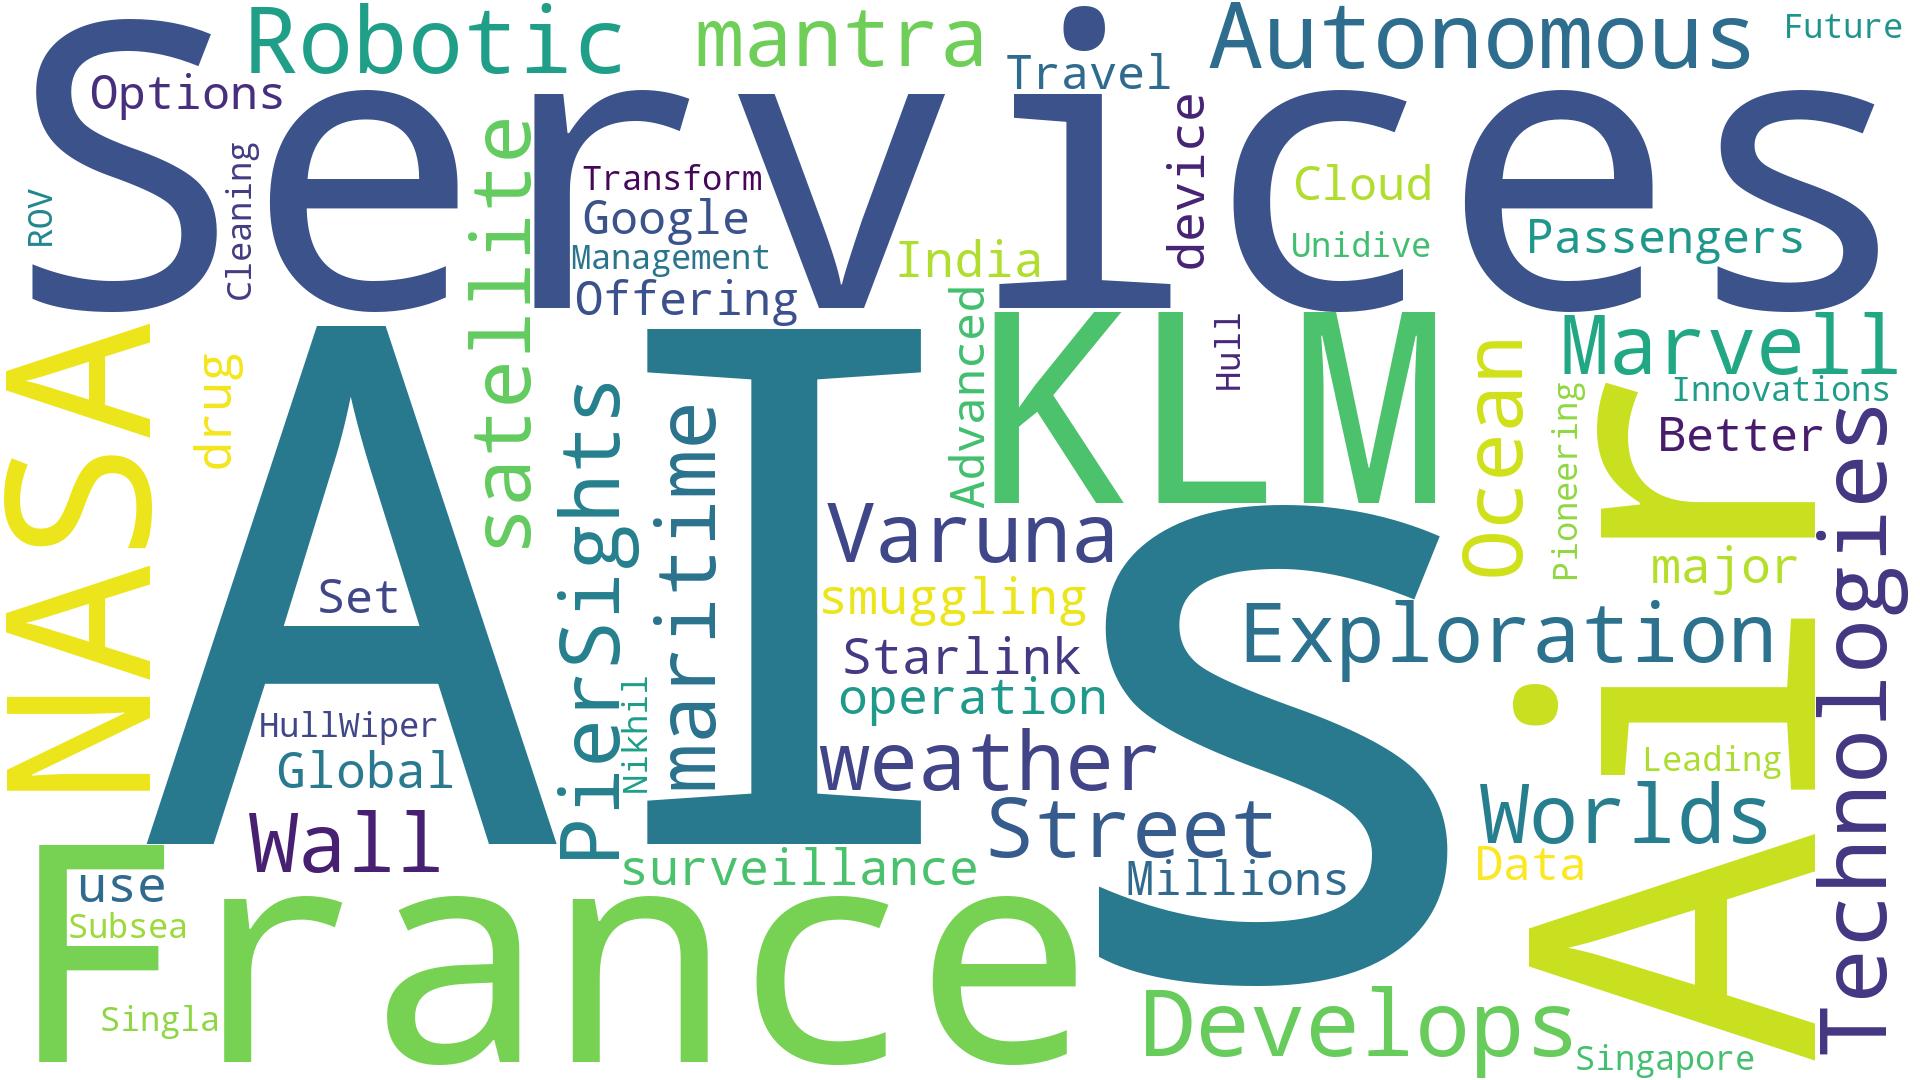 Services
Robotic
mantra
Autonomous
Future
Travel
Options
device
satellite
Cleaning
ROV
Transform
Google
Management
Offering
India
Cloud
Unidive
Passengers
NASA
drug
AIS
KLM
Advanced
Hull
Ocean
Marvell
Innovations
Pioneering
Better
Air
Technologies
PierSights
maritime
Varuna
smuggling
Starlink
operation
weather
Street
Millions
Exploration
major
Set
HullWiper
Global
Wall
Nikhil
surveillance
Leading
Worlds
Data
France
use
Subsea
Singla
Develops
Singapore